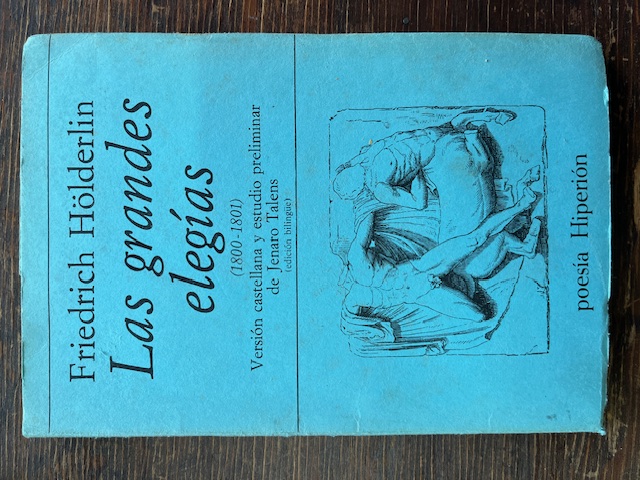 Friedrich Hölderlin
Las grandes
elegías
(1800-1801)
Versión castellana y estudio preliminar
de Jenaro Talens
(edición bilingüe)
poesía Hiperión